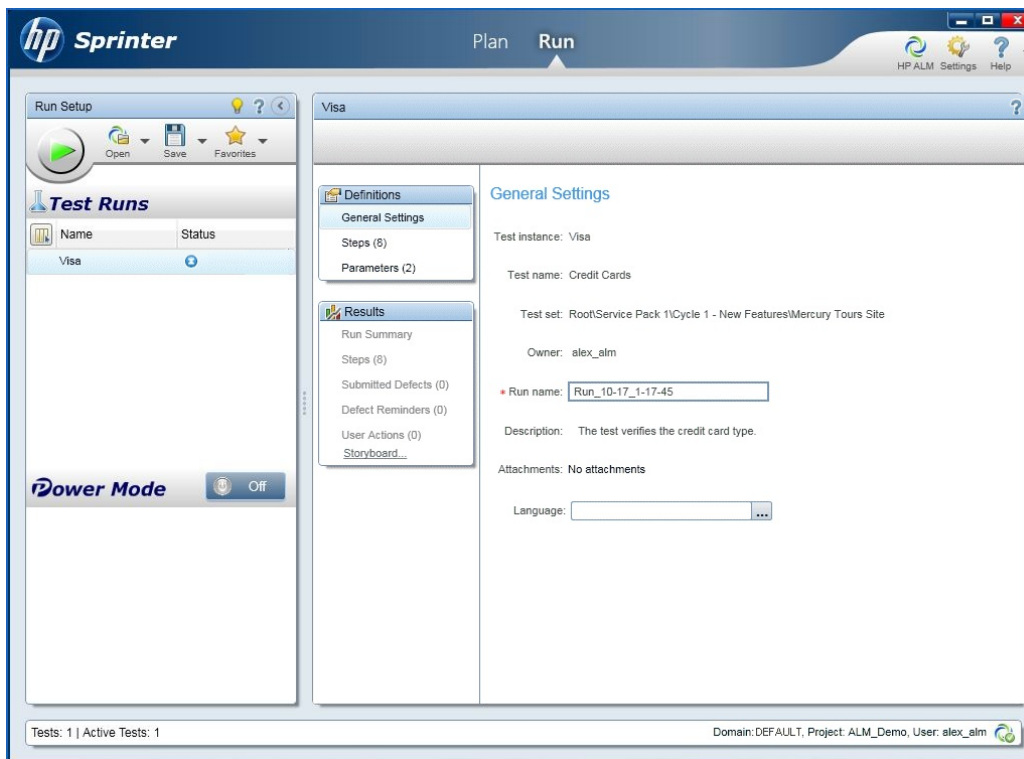 hp Sprinter
Plan Run
HP ALM Settings Help
Run Setup
Open Save Favorites
Test Runs
Name Status
Visa
Power Mode Off
Visa
Definitions
General Settings
Steps (8)
Parameters (2)
Results
Run Summary
Steps (8)
Submitted Defects (0)
Defect Reminders (0)
User Actions (0)
Storyboard...
General Settings
Test instance: Visa
Test name: Credit Cards
Test set: Root\Service Pack 1\Cycle 1 - New Features\Mercury Tours Site
Owner: alex_alm
* Run name: Run_10-17_1-17-45
Description: The test verifies the credit card type.
Attachments: No attachments
Language: ...
Tests: 1 | Active Tests: 1
Domain:DEFAULT, Project: ALM_Demo, User: alex_alm